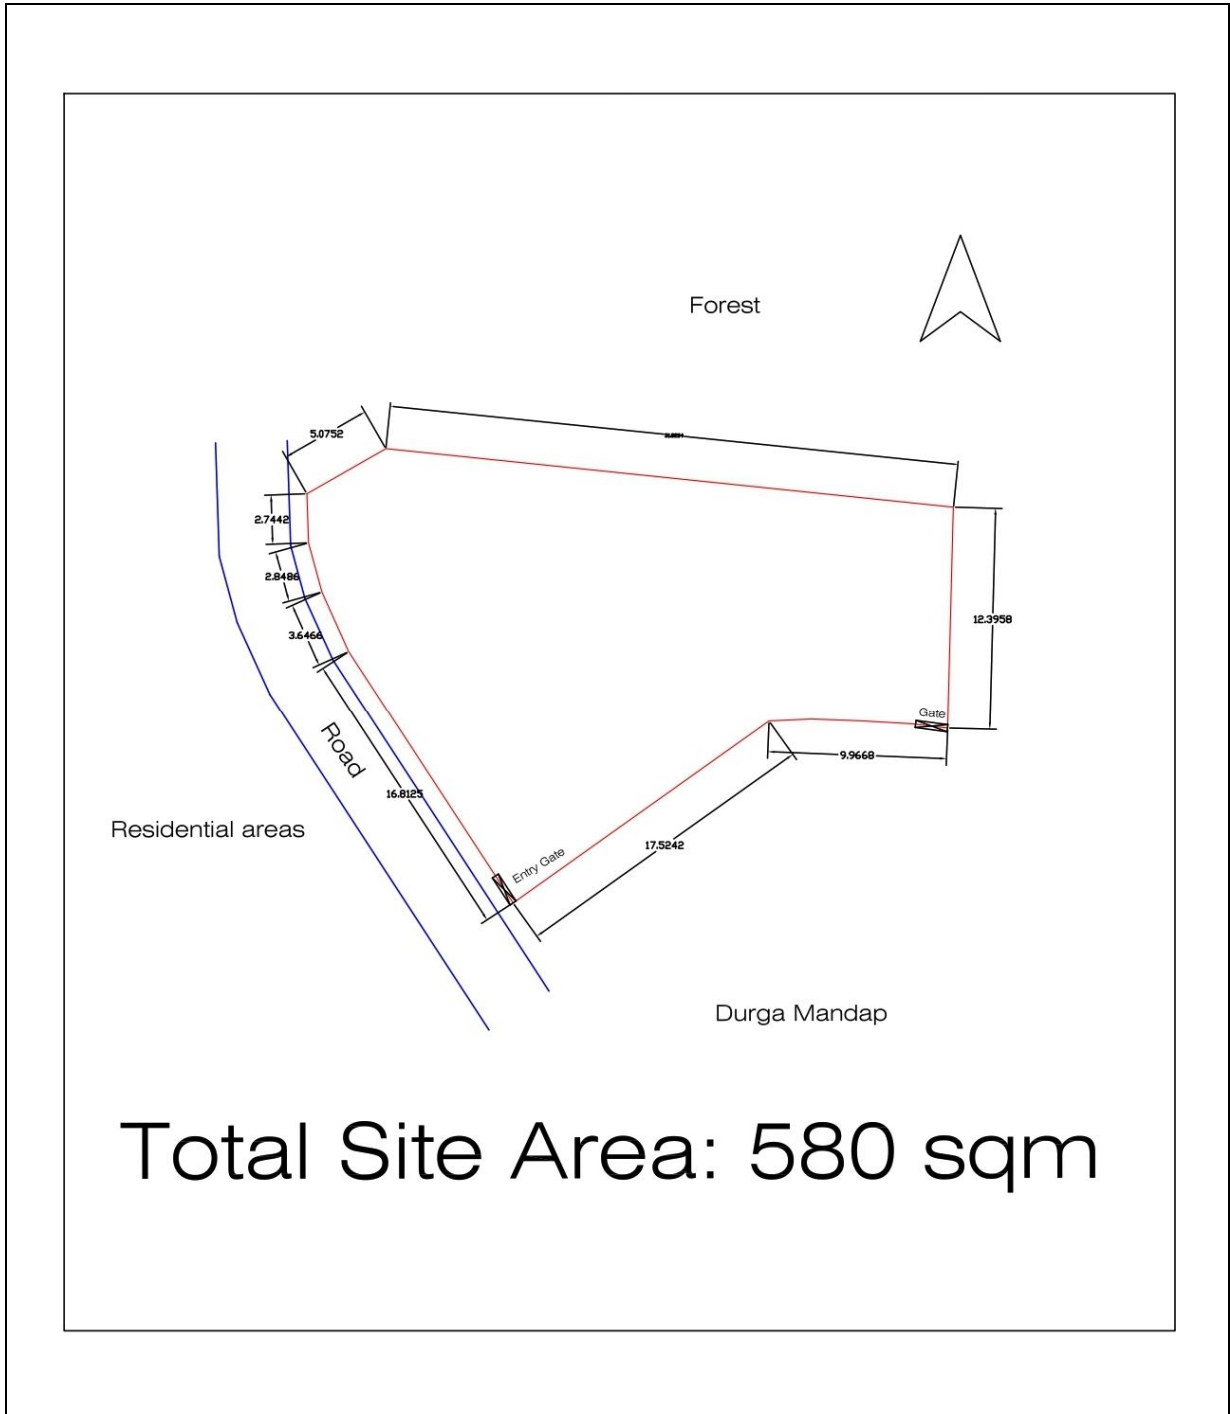 Forest
5.0752
2.7442
2.8486
3.6466
12.3958
Gate
Road
9.9668
16.8125
Residential areas
17.5242
Entry Gate
Durga Mandap
Total Site Area: 580 sqm